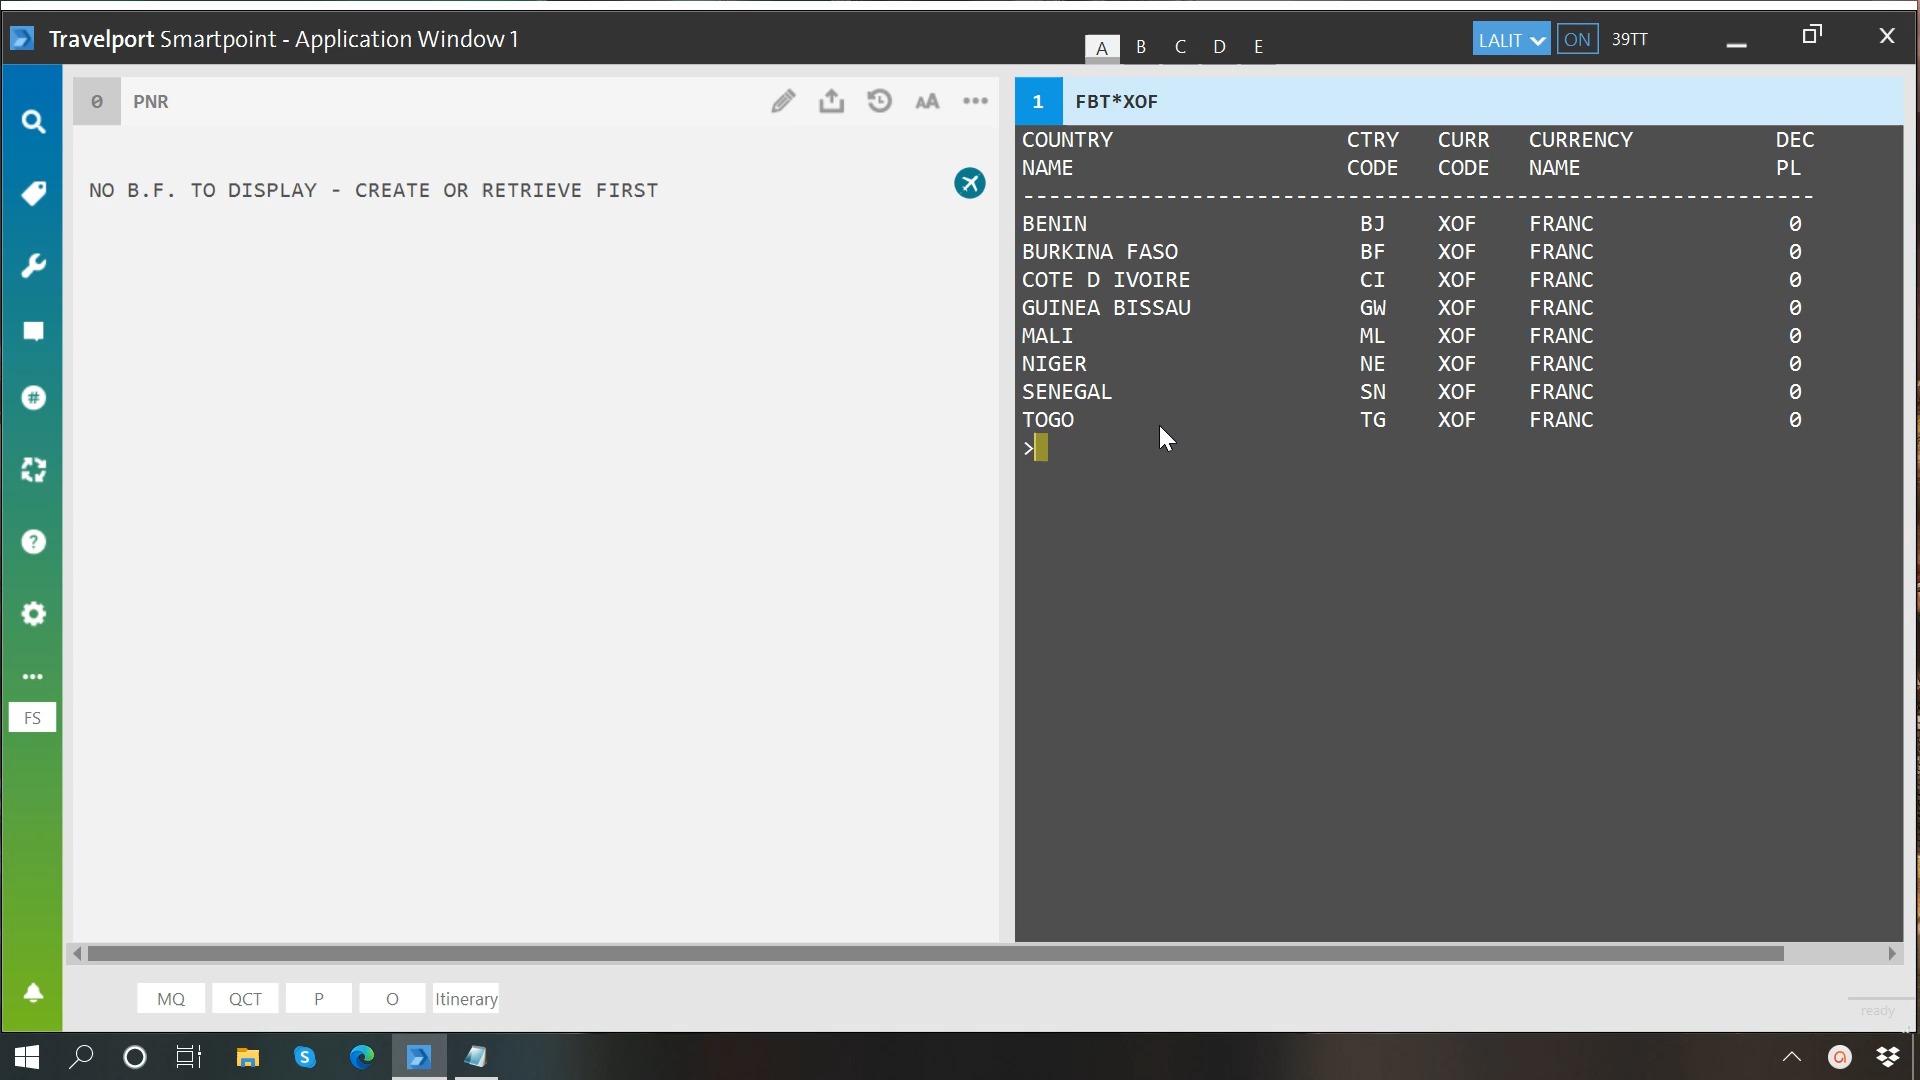 Travelport Smartpoint - Application Window 1
A B C D E
LALIT ON 39TT
0 PNR
AA
NO B.F. TO DISPLAY - CREATE OR RETRIEVE FIRST
FS
1 FBT*XOF
COUNTRY CTRY CURR CURRENCY DEC
NAME CODE CODE NAME PL
-------------------------------------------------------------
BENIN BJ XOF FRANC 0
BURKINA FASO BF XOF FRANC 0
COTE D IVOIRE CI XOF FRANC 0
GUINEA BISSAU GW XOF FRANC 0
MALI ML XOF FRANC 0
NIGER NE XOF FRANC 0
SENEGAL SN XOF FRANC 0
TOGO TG XOF FRANC 0
>
MQ QCT P O Itinerary
ready